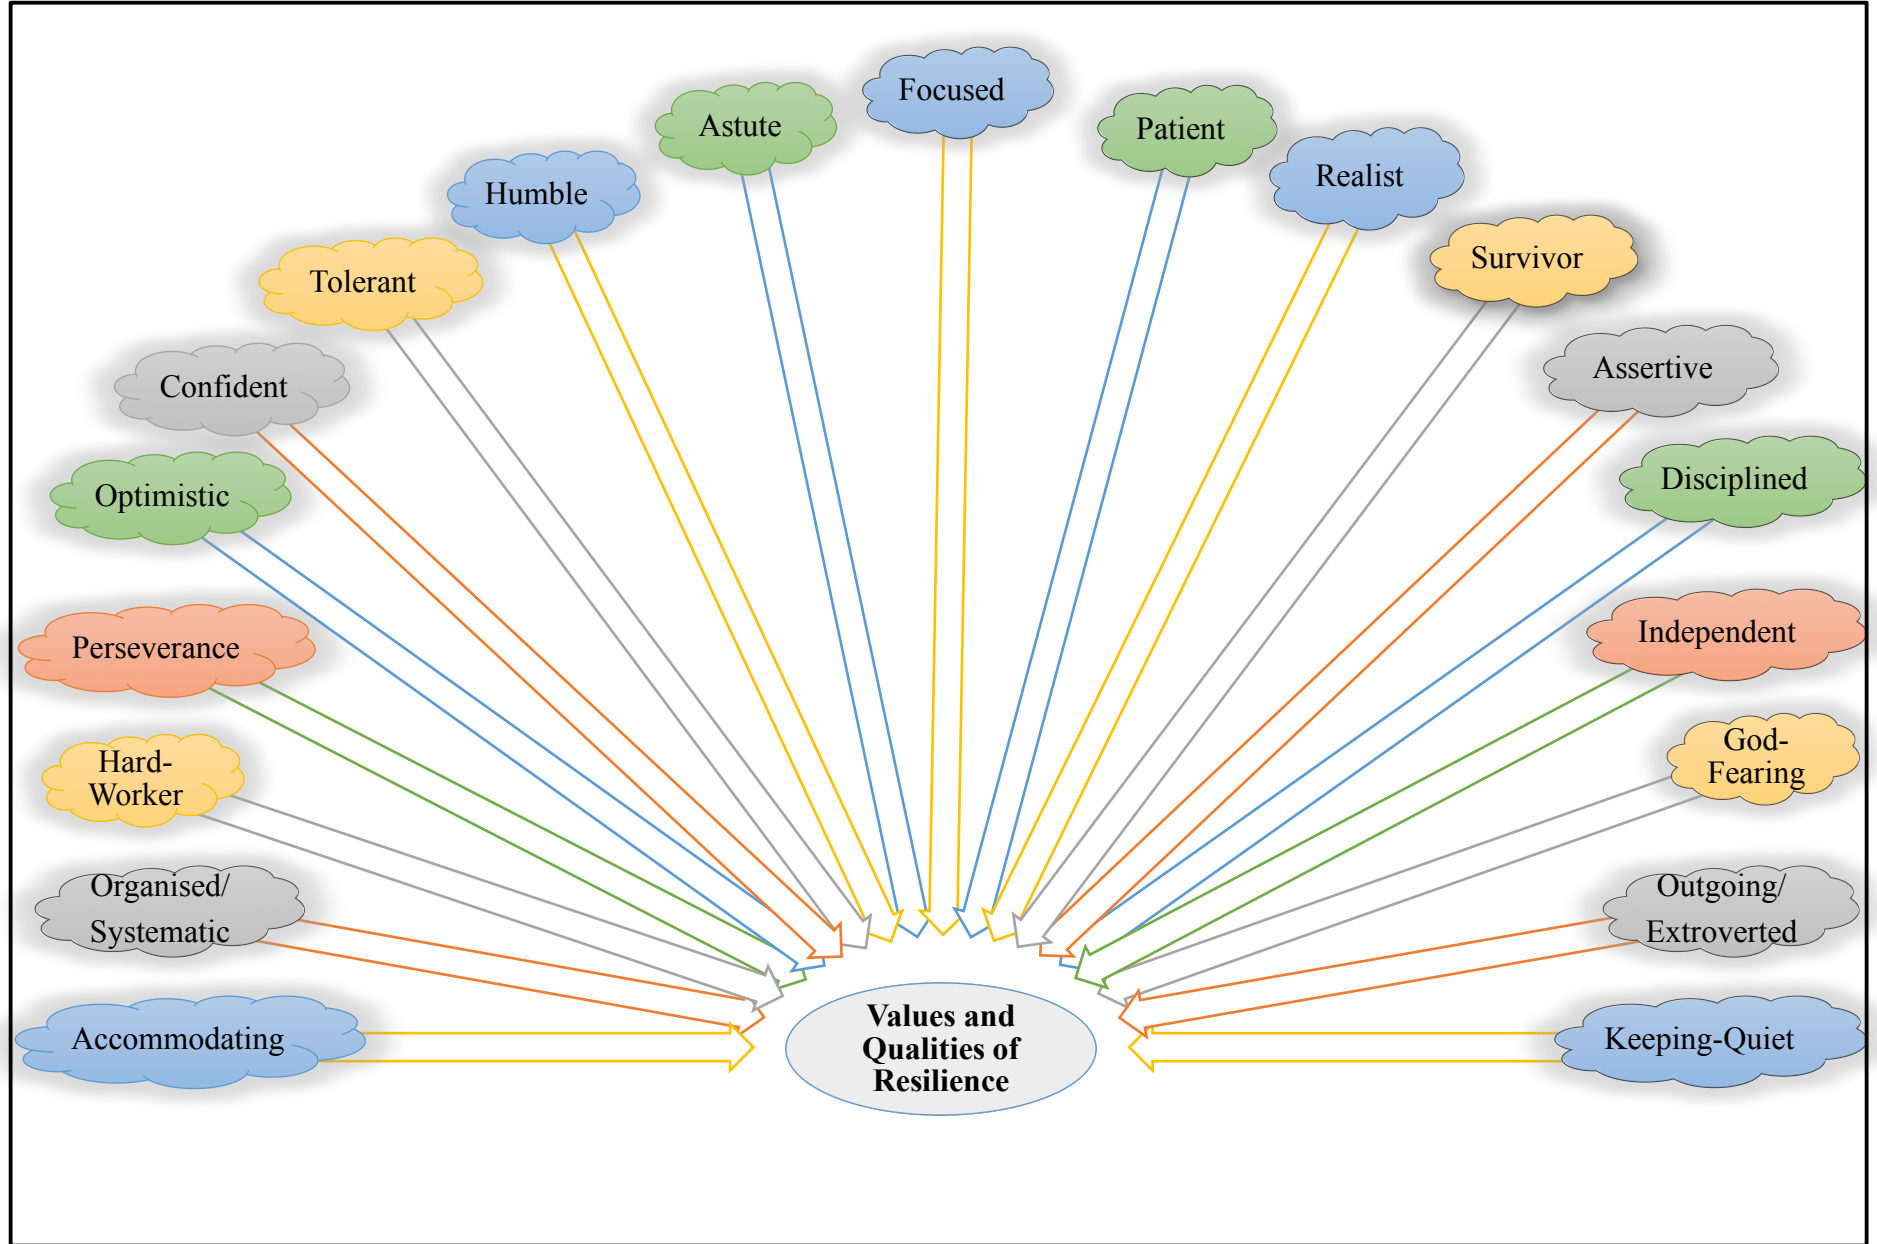 Focused
Astute
Patient
Humble
Realist
Tolerant
Survivor
Confident
Assertive
Optimistic
Disciplined
Perseverance
Independent
Hard-
Worker
God-
Fearing
Organised/
Systematic
Outgoing/
Extroverted
Accommodating
Values and
Qualities of
Resilience
Keeping-Quiet